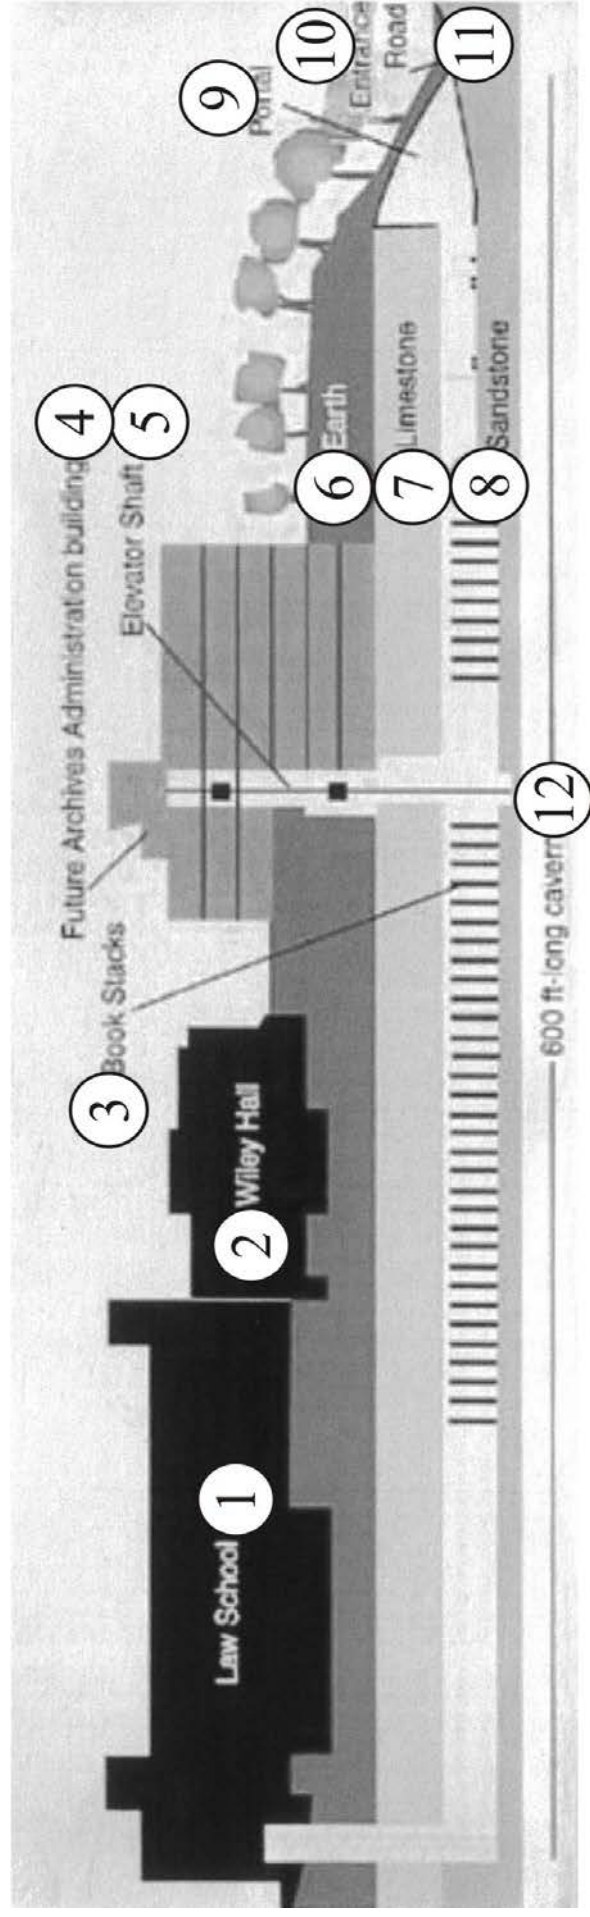 Law School
1
2
Wiley Hall
3
Book Stacks
Future Archives Administration building
4
Elevator Shaft
5
6
Earth
7
Limestone
8
Sandstone
9
Portal
10
Entrance
Road
11
12
600 ft-long cavern